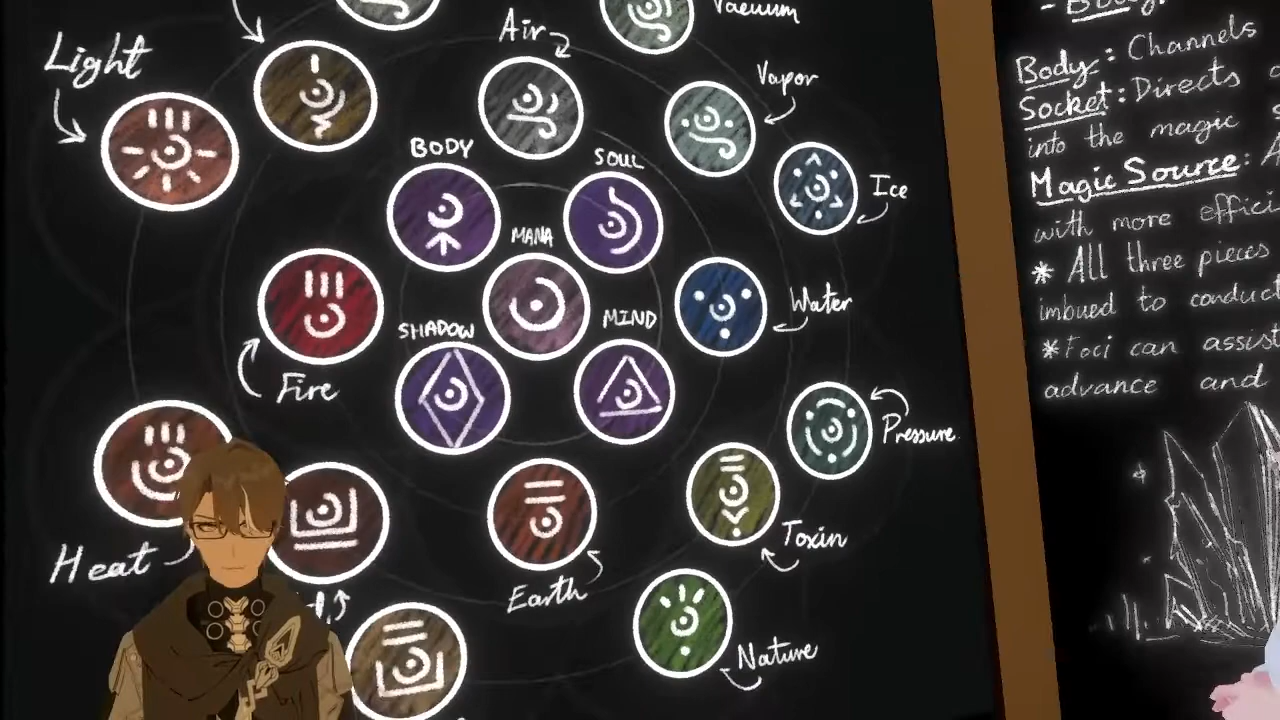 Vacuum
Air
Light
Vapor
BODY
SOUL
Ice
MANA
Water
SHADOW
MIND
Fire
Pressure
Toxin
Heat
Earth
Nature
- Body:
Body: Channels
Socket: Directs
into the magic
Magic Source:
with more
* All three pieces
imbued to
*Foci can assist
advance and